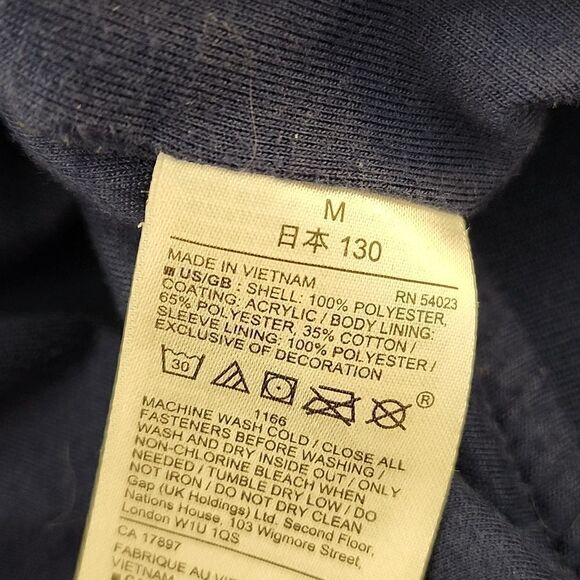 M
日本 130
MADE IN VIETNAM RN 54023
US/GB : SHELL: 100% POLYESTER,
COATING: ACRYLIC / BODY LINING:
65% POLYESTER, 35% COTTON /
SLEEVE LINING: 100% POLYESTER /
EXCLUSIVE OF DECORATION
30 ®
1166
MACHINE WASH COLD / CLOSE ALL
FASTENERS BEFORE WASHING /
WASH AND DRY INSIDE OUT / ONLY
NON-CHLORINE BLEACH WHEN
NEEDED / TUMBLE DRY LOW / DO
NOT IRON / DO NOT DRY CLEAN
Gap (UK Holdings) Ltd. Second Floor,
Nations House, 103 Wigmore Street,
London W1U 1QS
CA 17897
FABRIQUE AU
VIETNAM